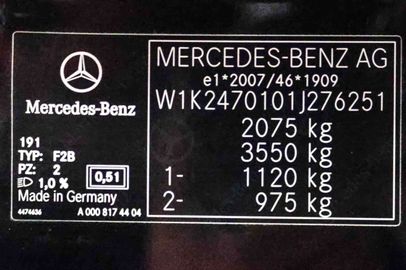 Mercedes-Benz
191
TYP: F2B
PZ: 2
1,0 %
0,51
Made in Germany
4474636
A 000 817 44 04
MERCEDES-BENZ AG
e1*2007/46*1909
W1K2470101J276251
2075 kg
3550 kg
1- 1120 kg
2- 975 kg